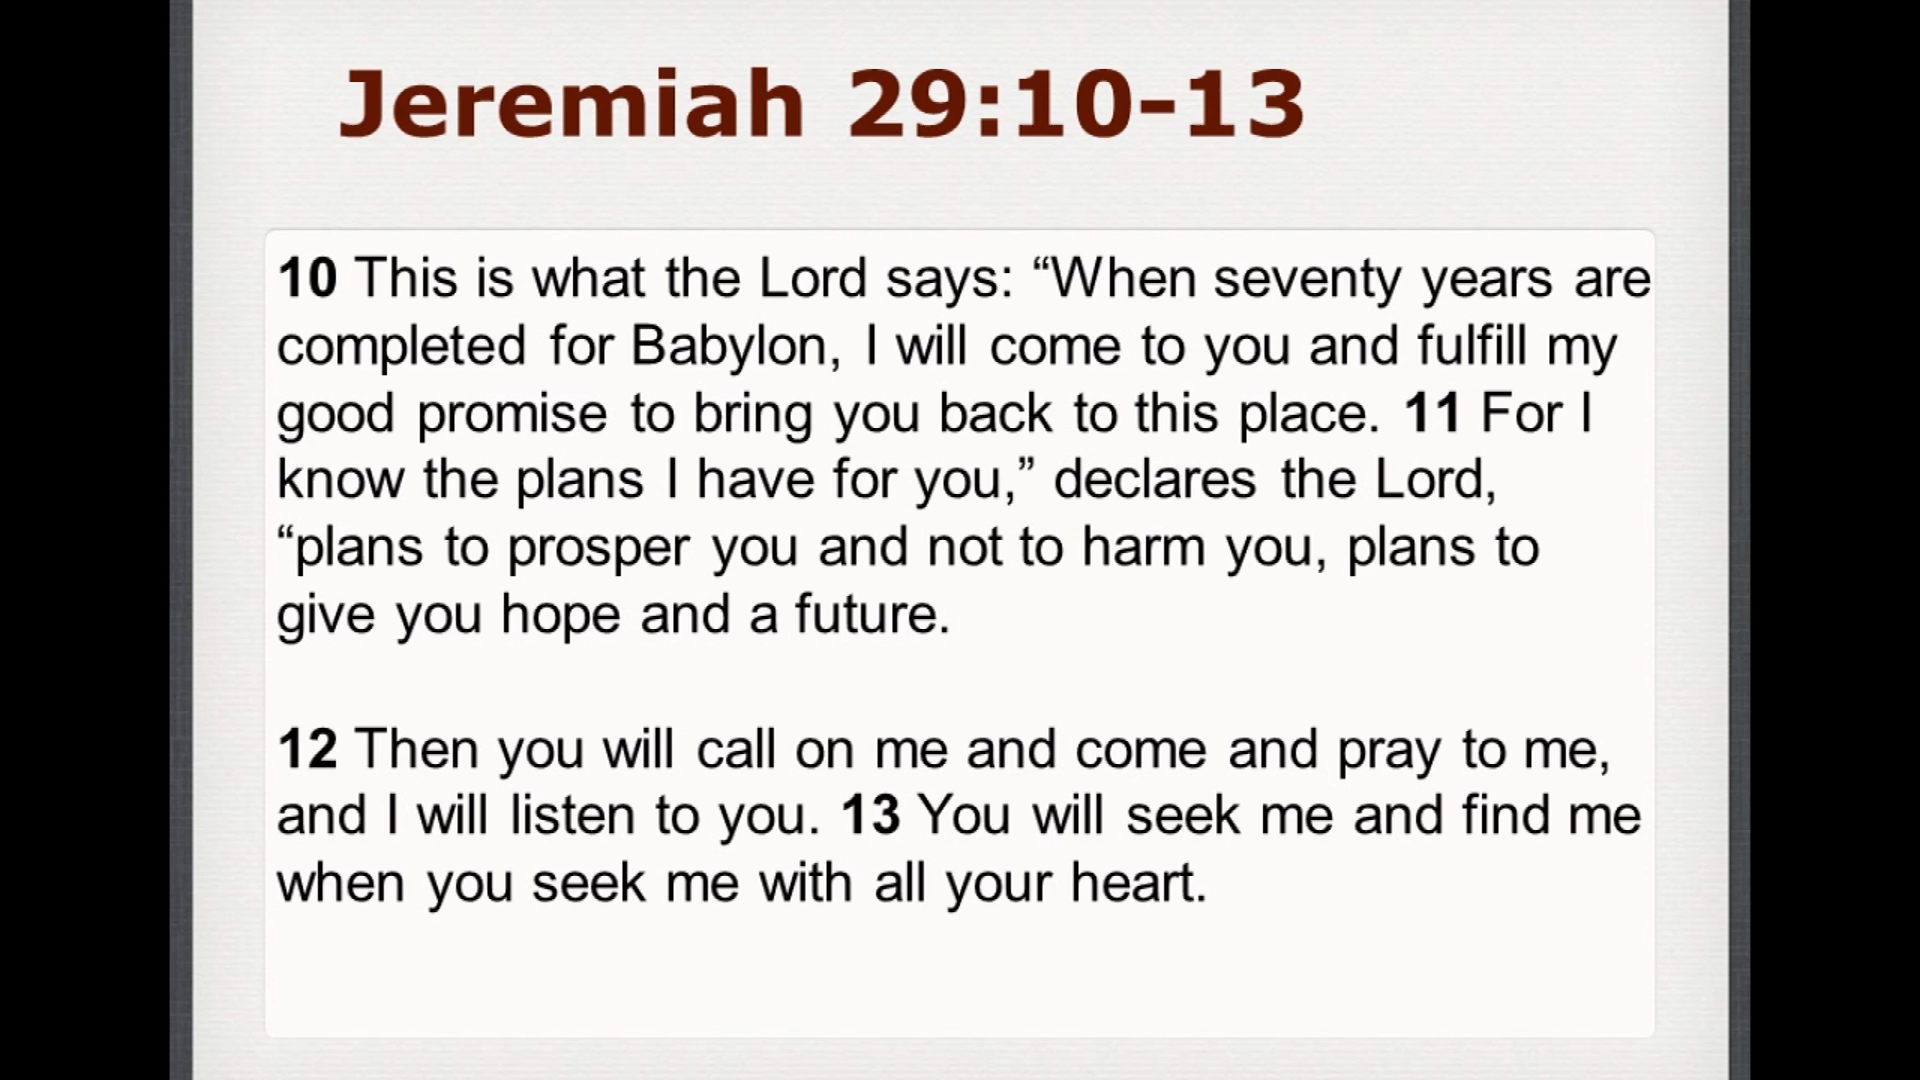 Jeremiah 29:10-13
10 This is what the Lord says: “When seventy years are
completed for Babylon, I will come to you and fulfill my
good promise to bring you back to this place. 11 For I
know the plans I have for you,” declares the Lord,
“plans to prosper you and not to harm you, plans to
give you hope and a future.
12 Then you will call on me and come and pray to me,
and I will listen to you. 13 You will seek me and find me
when you seek me with all your heart.